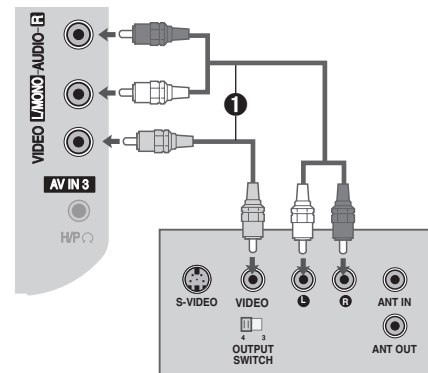 VIDEO L/MONO-AUDIO-R
AV IN 3
H/P
1
S-VIDEO
VIDEO
L
R
ANT IN
4 3
OUTPUT
SWITCH
ANT OUT